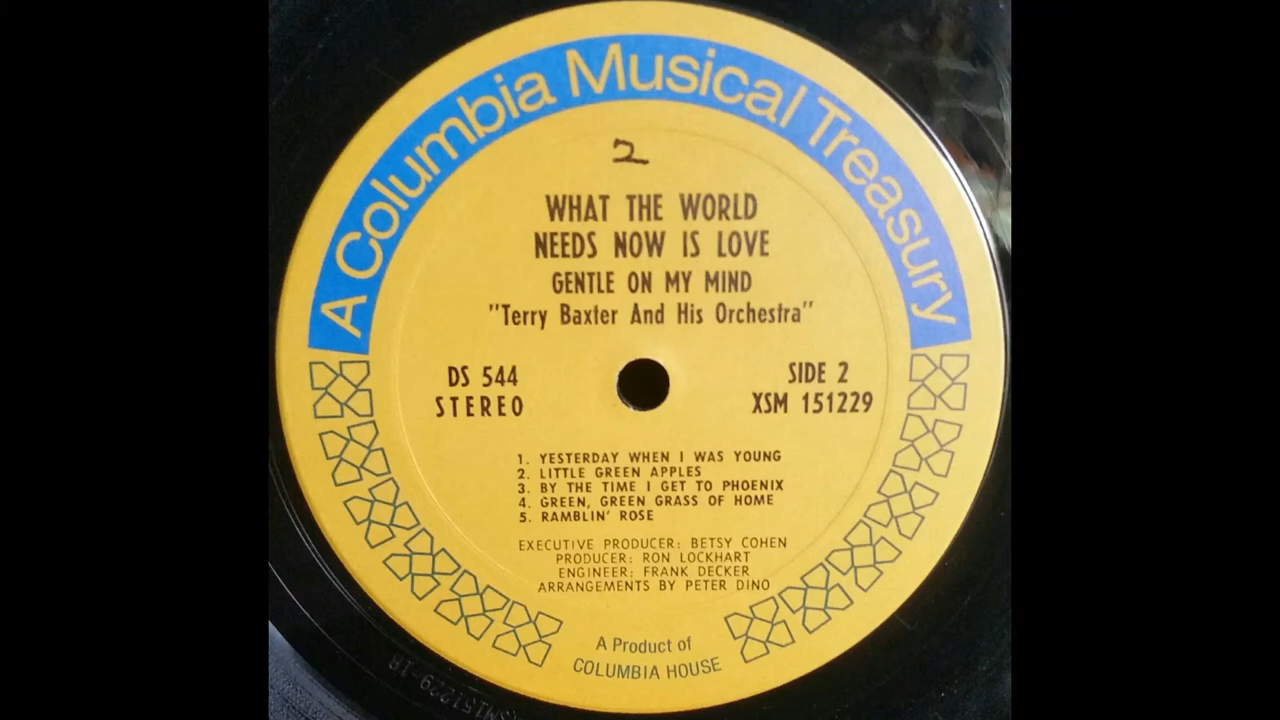 A Columbia Musical Treasury
2
WHAT THE WORLD
NEEDS NOW IS LOVE
GENTLE ON MY MIND
"Terry Baxter And His Orchestra"
DS 544
STEREO
SIDE 2
XSM 151229
1. YESTERDAY WHEN I WAS YOUNG
2. LITTLE GREEN APPLES
3. BY THE TIME I GET TO PHOENIX
4. GREEN, GREEN GRASS OF HOME
5. RAMBLIN' ROSE
EXECUTIVE PRODUCER: BETSY COHEN
PRODUCER: RON LOCKHART
ENGINEER: FRANK DECKER
ARRANGEMENTS BY PETER DINO
A Product of
COLUMBIA HOUSE